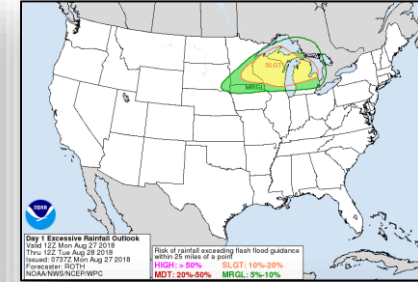 SLGT
MRGL
NOAA
Day 1 Excessive Rainfall Outlook
Valid 12Z Mon Aug 27 2018
Thru 12Z Tue Aug 28 2018
Issued: 0737Z Mon Aug 27 2018
Forecaster: ROTH
NOAA/NWS/NCEP/WPC
Risk of rainfall exceeding flash flood guidance
within 25 miles of a point
HIGH: > 50% SLGT: 10%-20%
MDT: 20%-50% MRGL: 5%-10%